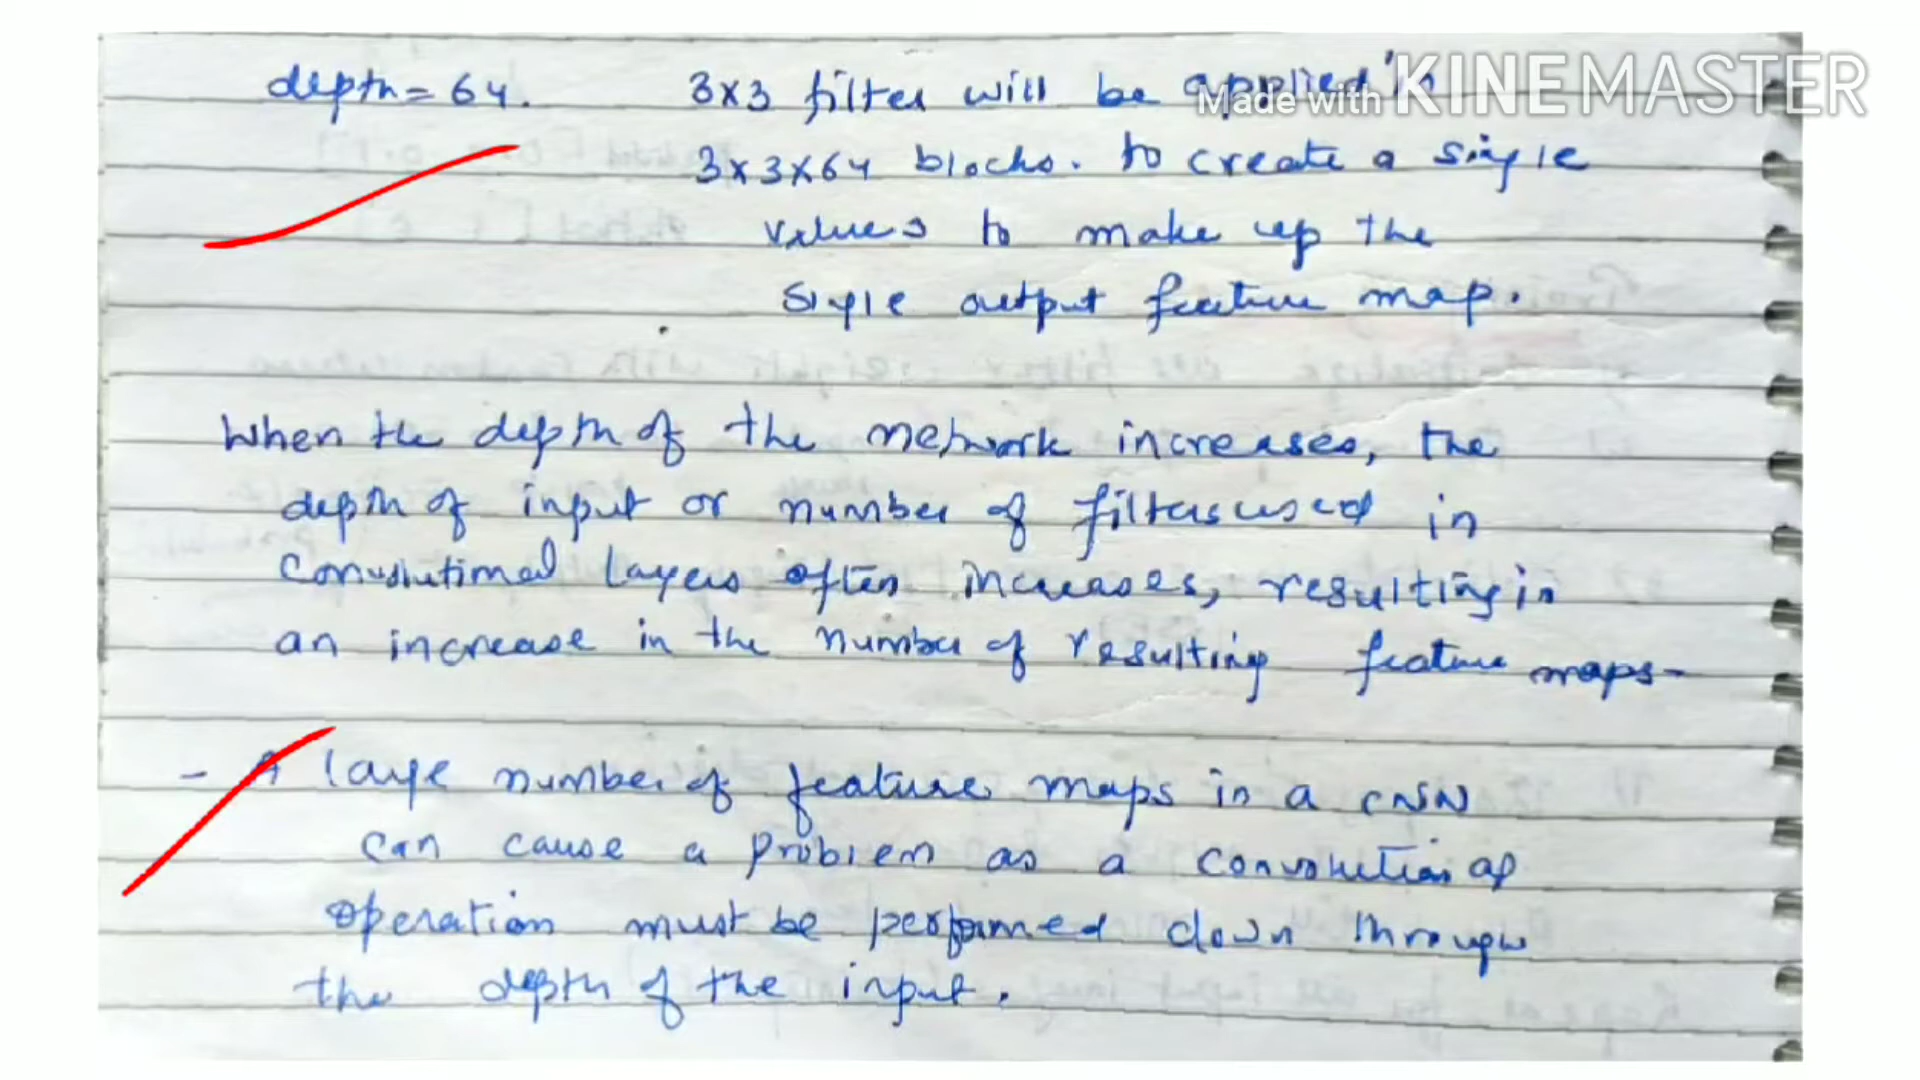 depth = 64. 3x3 filter will be applied in
Made with KINEMASTER
3x3x64 blocks. to create a single
values to make up the
single output feature map.
When the depth of the network increases, the
depth of input or number of filters used in
Convolutional Layers often increases, resulting in
an increase in the number of resulting feature maps-
- A large number of feature maps in a CNN
can cause a problem as a convolutional
operation must be performed down through
the depth of the input.